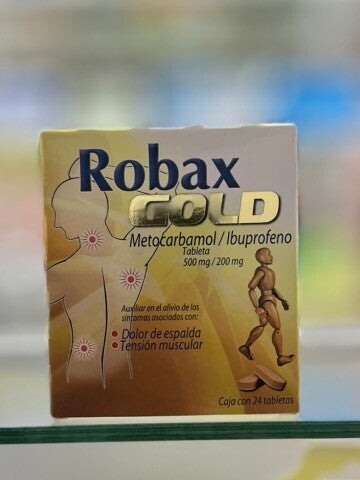 Robax
GOLD
Metocarbamol / Ibuprofeno
Tableta
500 mg / 200 mg
Auxiliar en el alivio de los
síntomas asociados con:
• Dolor de espalda
• Tensión muscular
Caja con 24 tabletas